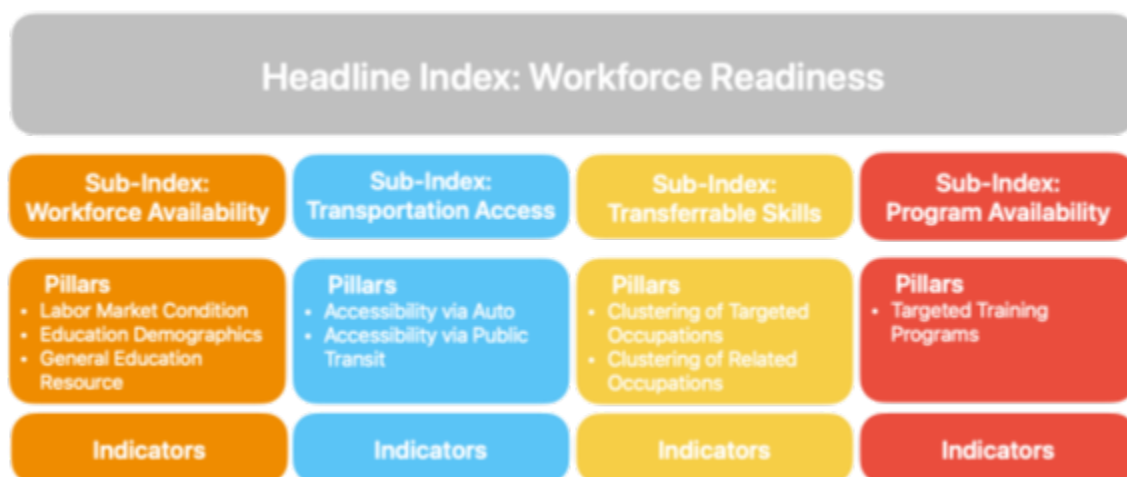 Headline Index: Workforce Readiness
Sub-Index:
Workforce Availability
Sub-Index:
Transportation Access
Sub-Index:
Transferrable Skills
Sub-Index:
Program Availability
Pillars
• Labor Market Condition
• Education Demographics
• General Education
Resource
Pillars
• Accessibility via Auto
• Accessibility via Public
Transit
Pillars
• Clustering of Targeted
Occupations
• Clustering of Related
Occupations
Pillars
• Targeted Training
Programs
Indicators
Indicators
Indicators
Indicators